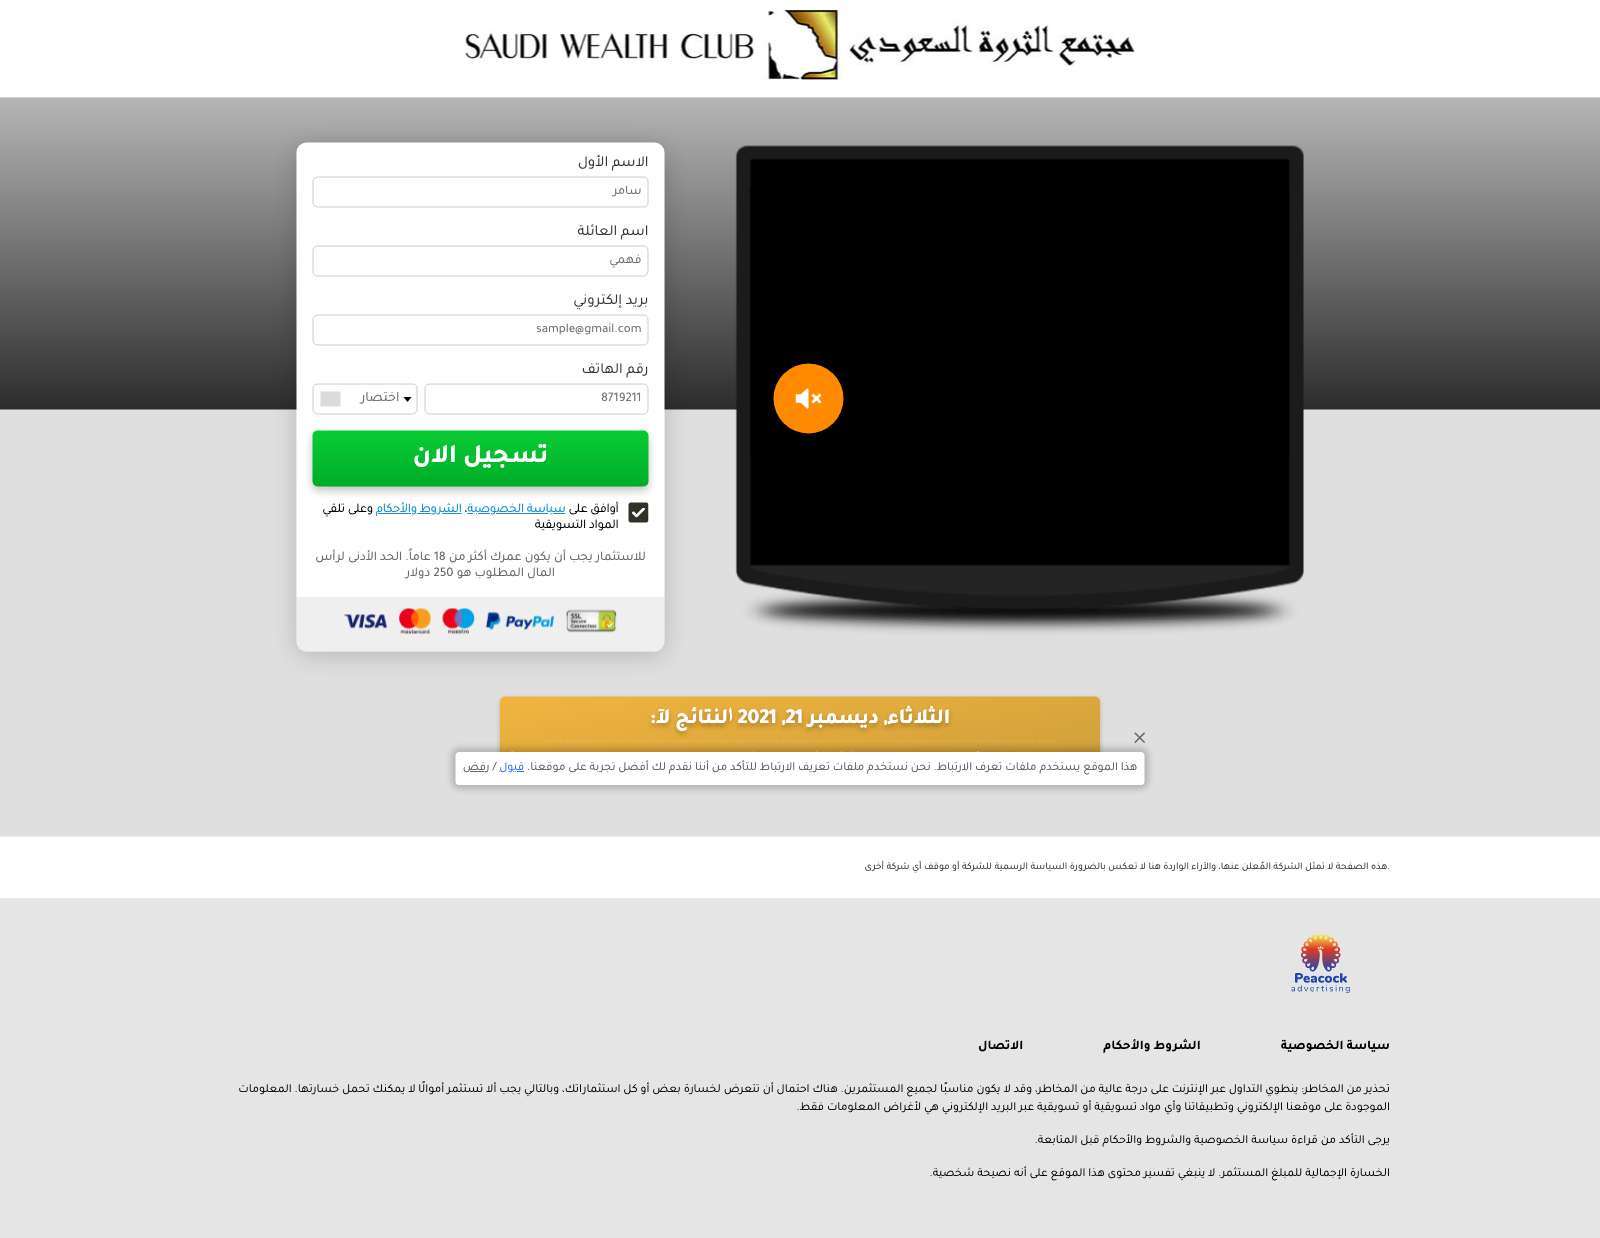 SAUDI WEALTH CLUB مجتمع الثروة السعودي
الاسم الأول
سامر
اسم العائلة
فهمي
بريد إلكتروني
sample@gmail.com
رقم الهاتف
8719211
اختصار
تسجيل الان
أوافق على سياسة الخصوصية، الشروط والأحكام وعلى تلقي
المواد التسويقية
للاستثمار يجب أن يكون عمرك أكثر من 18 عاماً. الحد الأدنى لرأس
المال المطلوب هو 250 دولار
VISA mastercard maestro PayPal SSL Secure Connection
الثلاثاء, ديسمبر 21, 2021 النتائج لآ:
هذا الموقع يستخدم ملفات تعرف الارتباط. نحن نستخدم ملفات تعريف الارتباط للتأكد من أننا نقدم لك أفضل تجربة على موقعنا. قبول / رفض
.هذه الصفحة لا تمثل الشركة المُعلن عنها، والآراء الواردة هنا لا تعكس بالضرورة السياسة الرسمية للشركة أو موقف أي شركة أخرى
Peacock
advertising
سياسة الخصوصية
الشروط والأحكام
الاتصال
تحذير من المخاطر: ينطوي التداول عبر الإنترنت على درجة عالية من المخاطر، وقد لا يكون مناسبًا لجميع المستثمرين. هناك احتمال أن تتعرض لخسارة بعض أو كل استثماراتك، وبالتالي يجب ألا تستثمر أموالًا لا يمكنك تحمل خسارتها. المعلومات
الموجودة على موقعنا الإلكتروني وتطبيقاتنا وأي مواد تسويقية أو تسويقية عبر البريد الإلكتروني هي لأغراض المعلومات فقط.
يرجى التأكد من قراءة سياسة الخصوصية والشروط والأحكام قبل المتابعة.
الخسارة الإجمالية للمبلغ المستثمر. لا ينبغي تفسير محتوى هذا الموقع على أنه نصيحة شخصية.